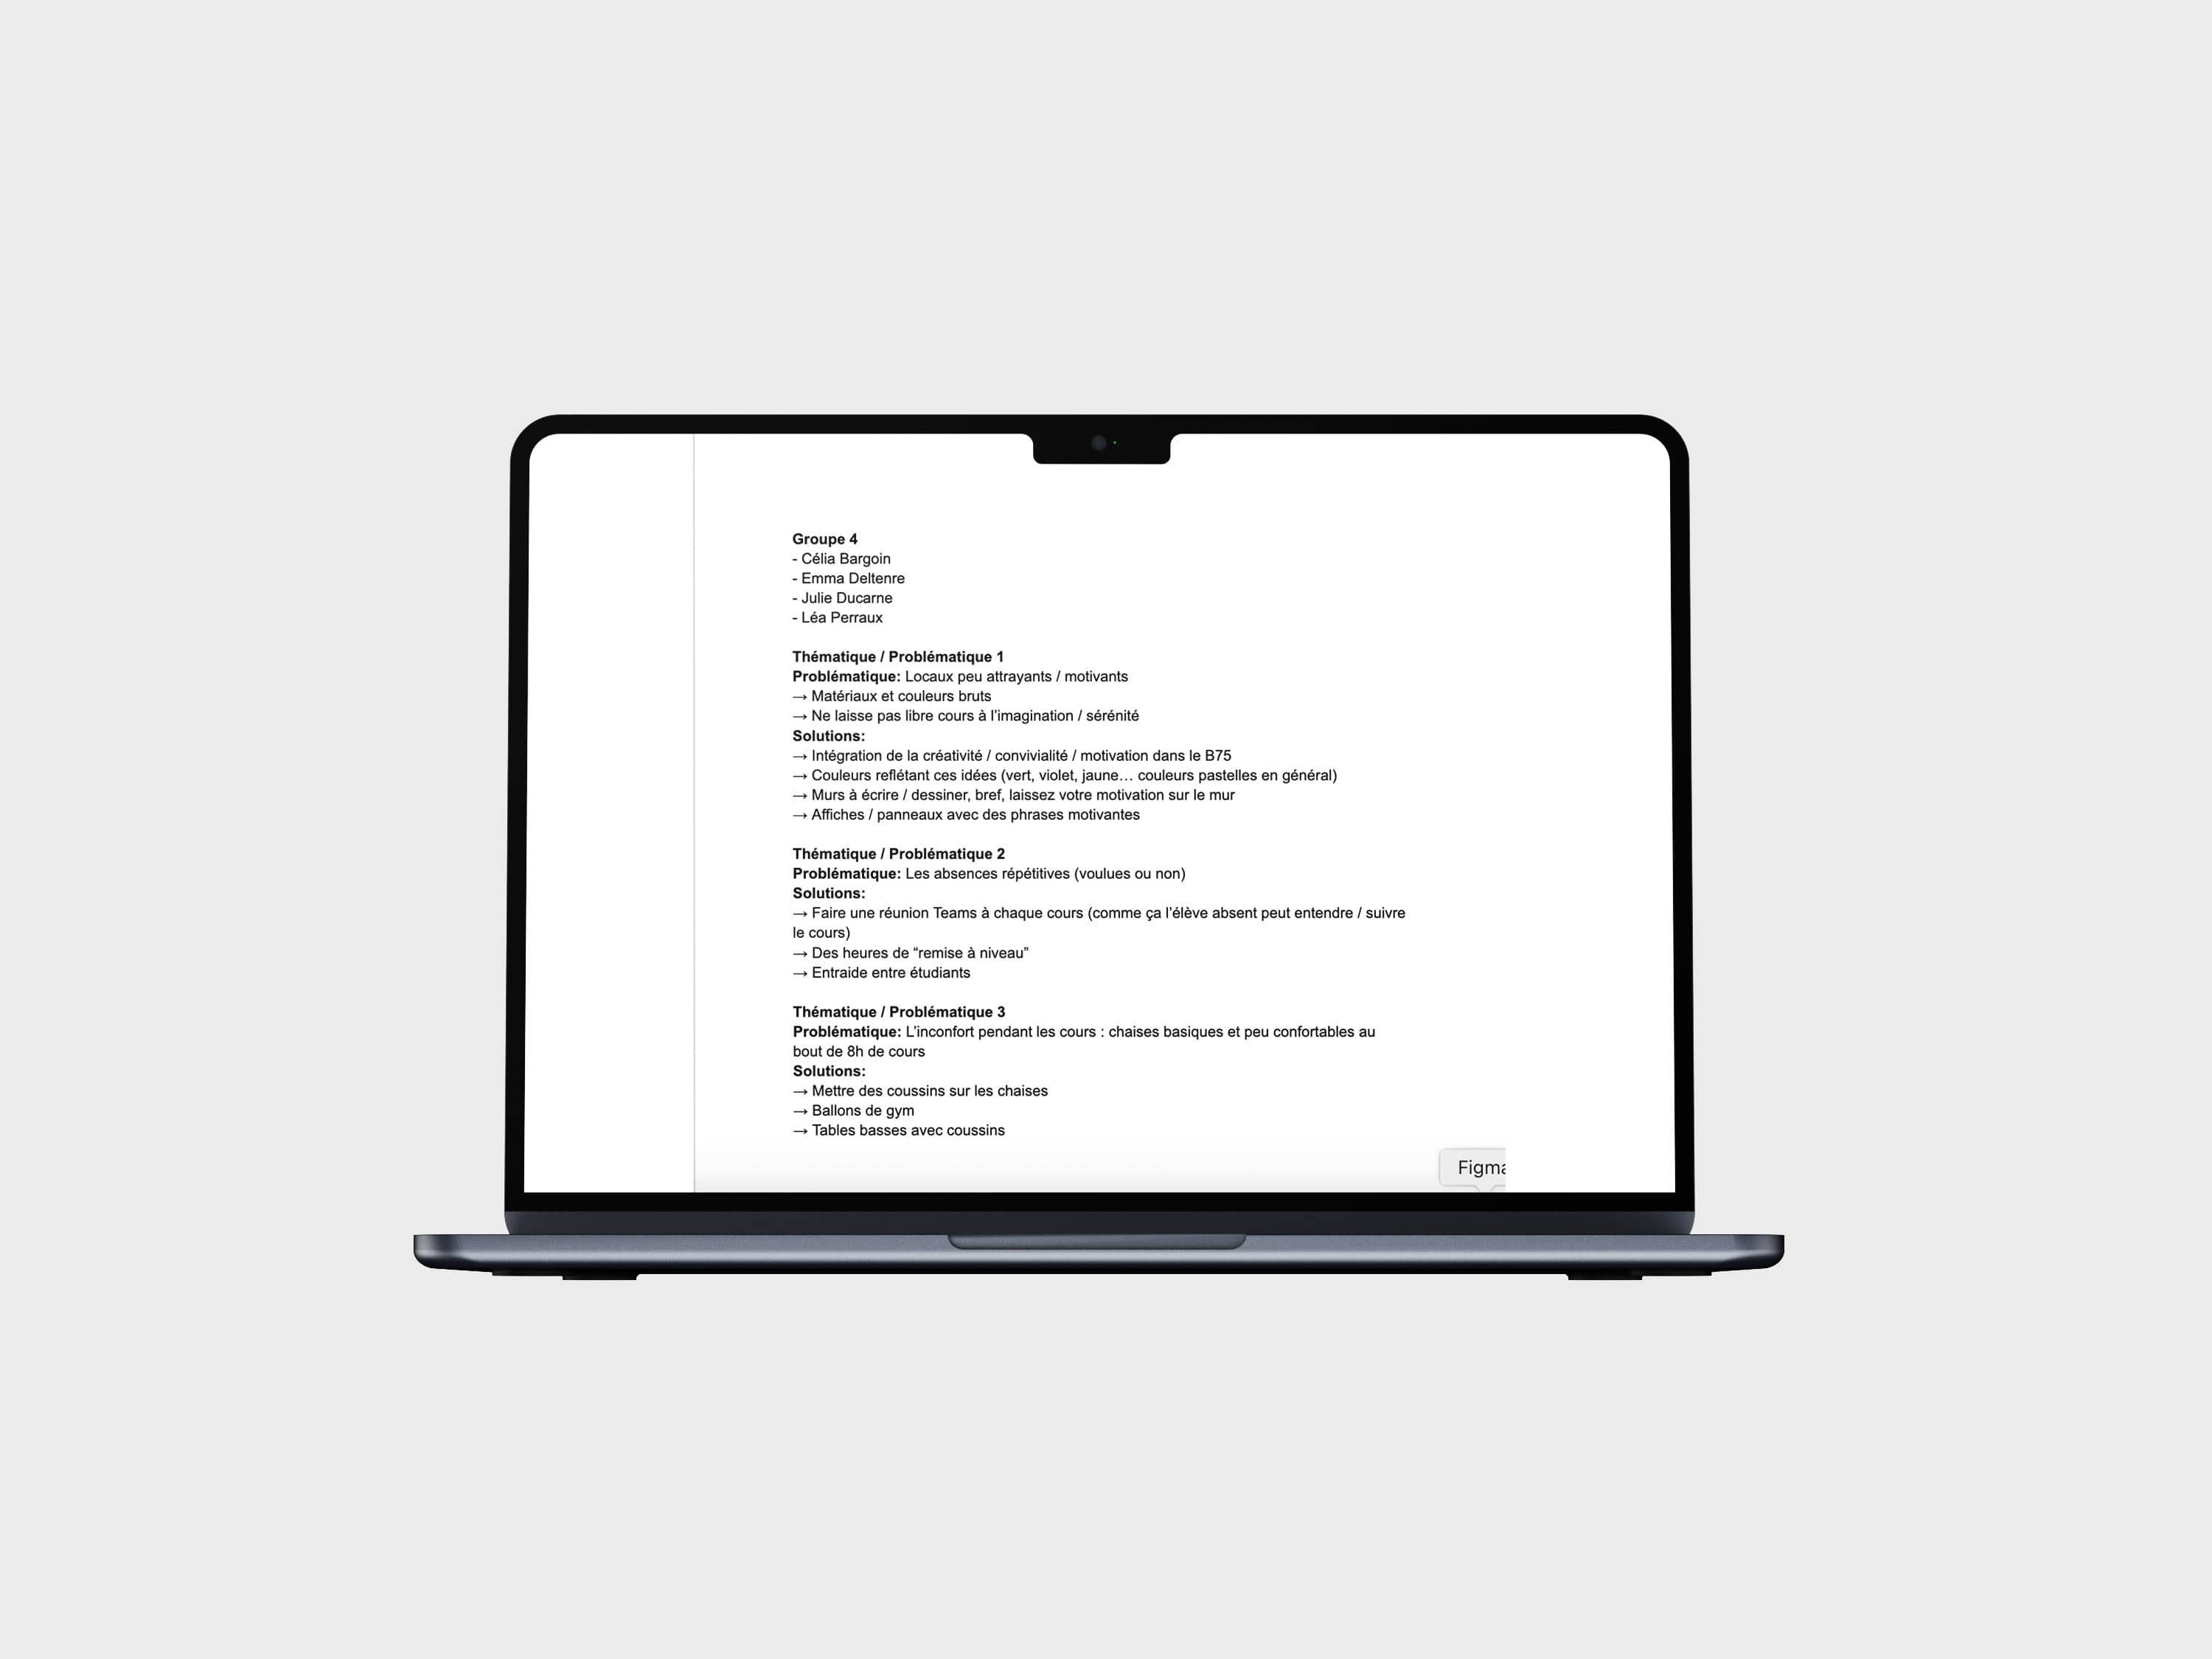 Groupe 4
- Célia Bargoin
- Emma Deltenre
- Julie Ducarne
- Léa Perraux
Thématique / Problématique 1
Problématique: Locaux peu attrayants / motivants
→ Matériaux et couleurs bruts
→ Ne laisse pas libre cours à l'imagination / sérénité
Solutions:
→ Intégration de la créativité / convivialité / motivation dans le B75
→ Couleurs reflétant ces idées (vert, violet, jaune… couleurs pastelles en général)
→ Murs à écrire / dessiner, bref, laissez votre motivation sur le mur
→ Affiches / panneaux avec des phrases motivantes
Thématique / Problématique 2
Problématique: Les absences répétitives (voulues ou non)
Solutions:
→ Faire une réunion Teams à chaque cours (comme ça l'élève absent peut entendre / suivre
le cours)
→ Des heures de “remise à niveau”
→ Entraide entre étudiants
Thématique / Problématique 3
Problématique: L'inconfort pendant les cours : chaises basiques et peu confortables au
bout de 8h de cours
Solutions:
→ Mettre des coussins sur les chaises
→ Ballons de gym
→ Tables basses avec coussins
Figma